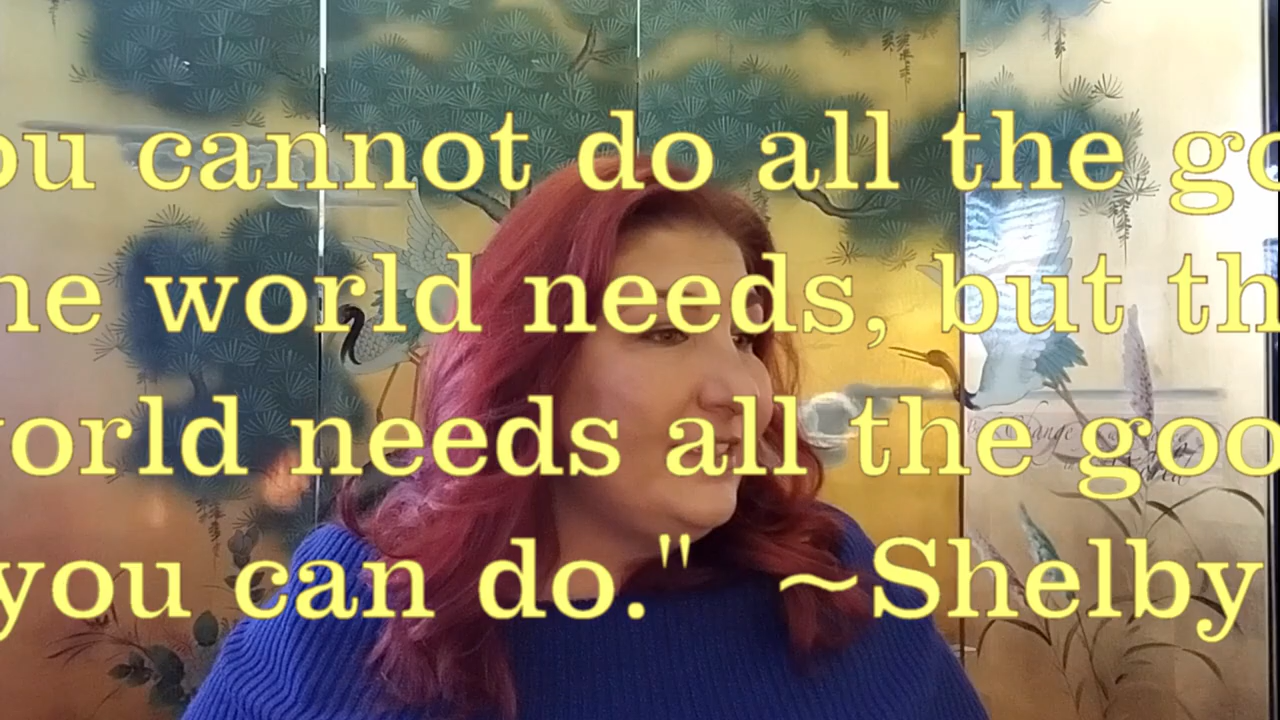 ou cannot do all the go
he world needs, but th
orld needs all the goo
you can do." ~Shelby